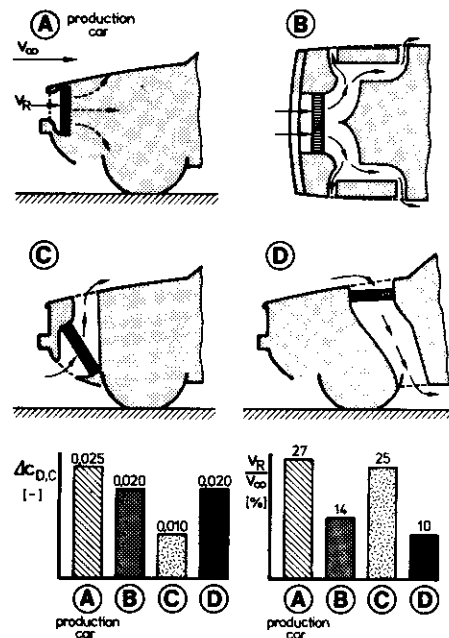 A production car
B
V∞
VR
C
D
ΔcD,C
[-]
0,025
0,020
0,010
0,020
A B C D
production car
VR
V∞
[%]
27
14
25
10
A B C D
production car